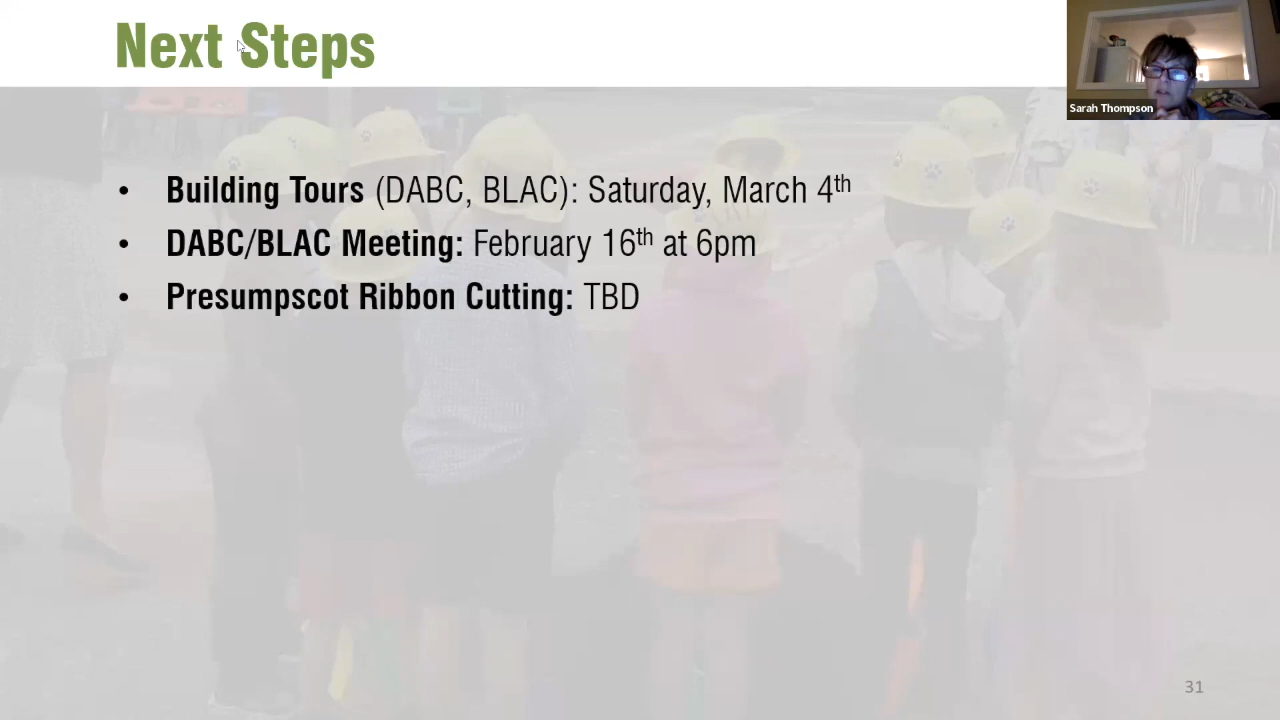 Next Steps
Sarah Thompson
• Building Tours (DABC, BLAC): Saturday, March 4th
• DABC/BLAC Meeting: February 16th at 6pm
• Presumpscot Ribbon Cutting: TBD
31